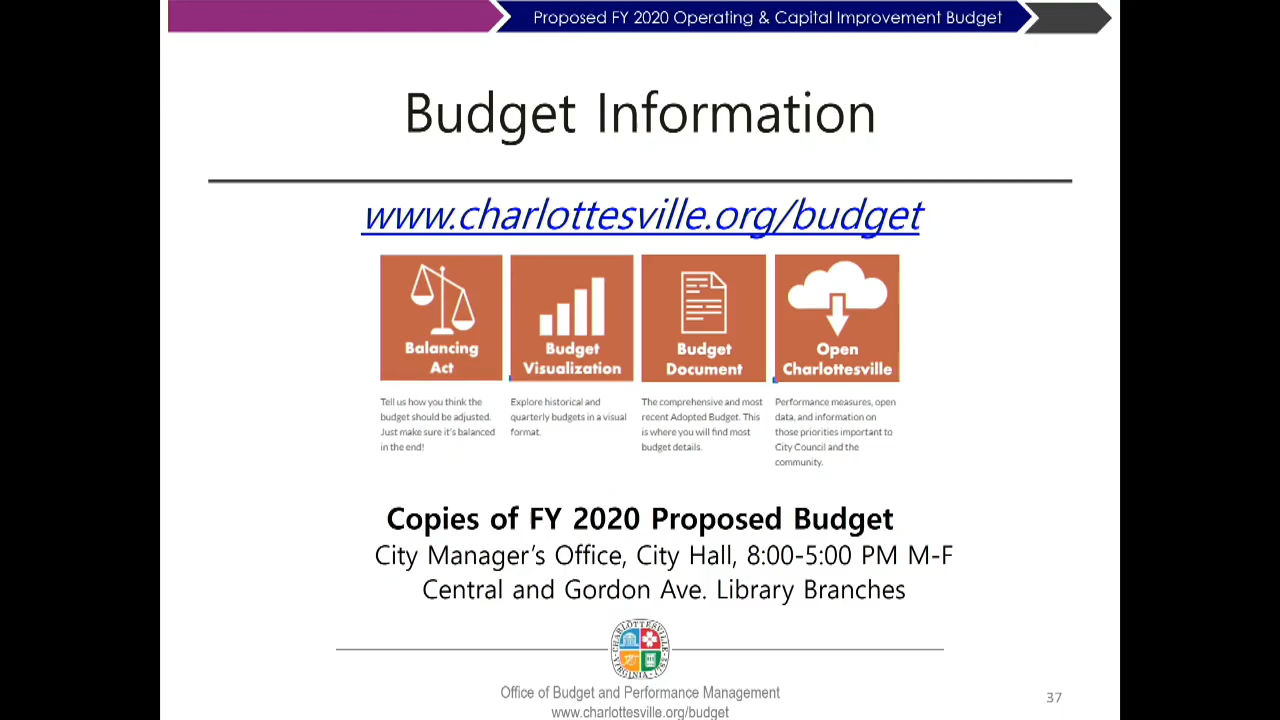 Proposed FY 2020 Operating & Capital Improvement Budget
Budget Information
www.charlottesville.org/budget
Balancing
Act
Budget
Visualization
Budget
Document
Open
Charlottesville
Tell us how you think the
budget should be adjusted.
Just make sure it's balanced
in the end!
Explore historical and
quarterly budgets in a visual
format.
The comprehensive and most
recent Adopted Budget. This
is where you will find most
budget details.
Performance measures, open
data, and information on
those priorities important to
City Council and the
community.
Copies of FY 2020 Proposed Budget
City Manager's Office, City Hall, 8:00-5:00 PM M-F
Central and Gordon Ave. Library Branches
CHARLOTTESVILLE
VIRGINIA · 1762
Office of Budget and Performance Management
www.charlottesville.org/budget
37